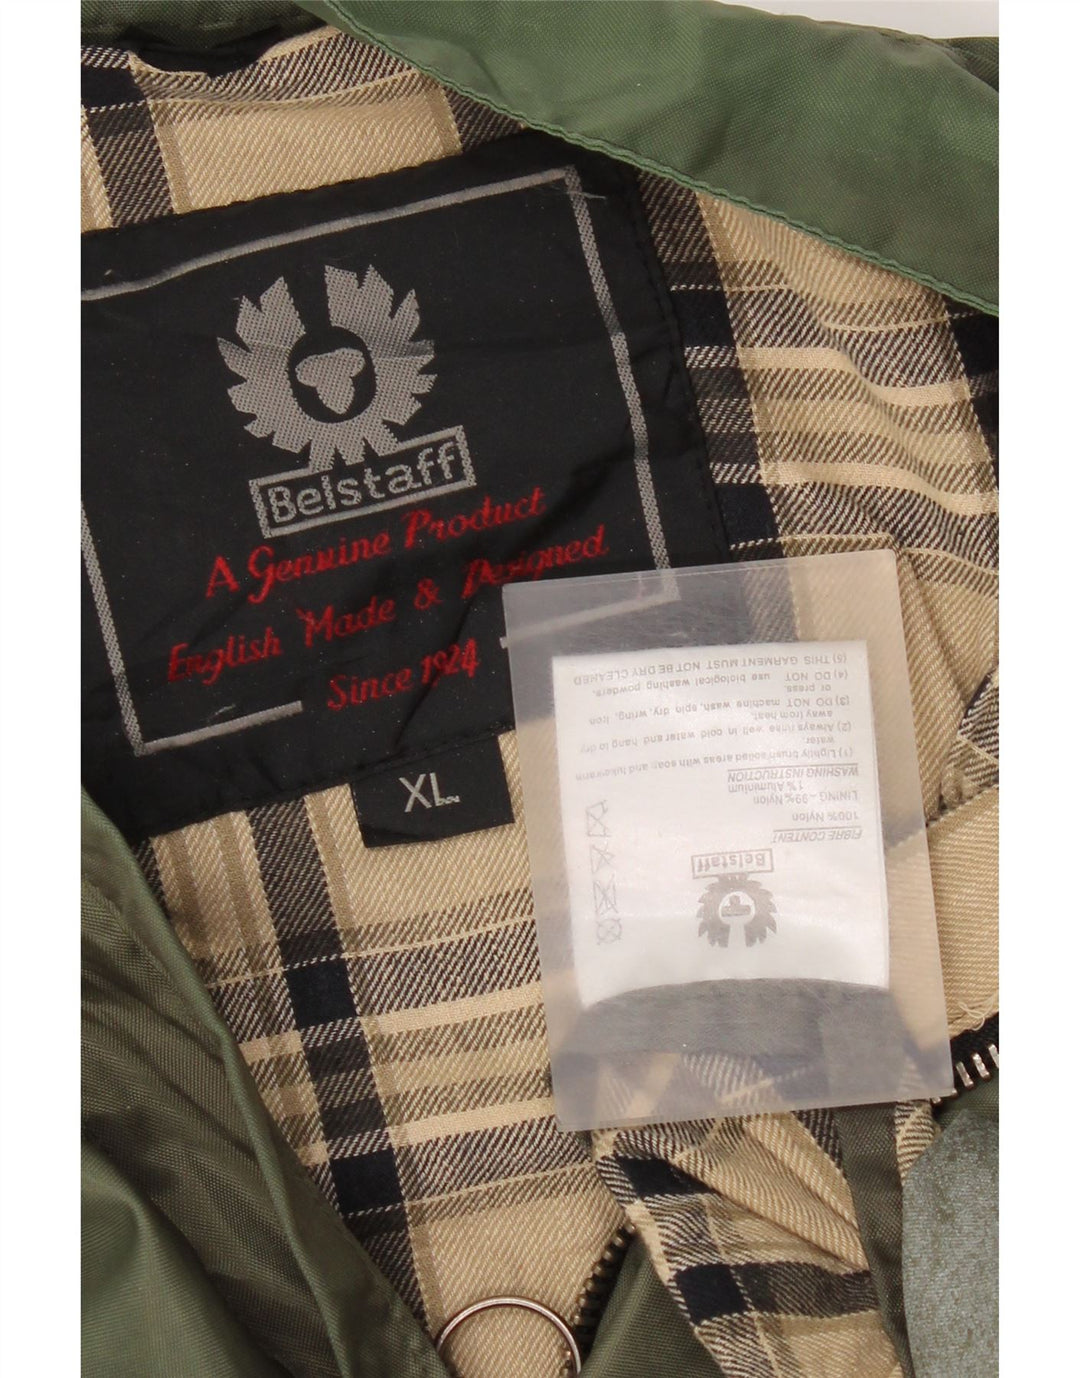 Belstaff
A Genuine Product
English Made & Designed
Since 1924
XL
Belstaff
FIBRE CONTENT
100% Nylon
LINING - 99% Nylon
1% Aluminium
WASHING INSTRUCTION
(1) Lightly brush soiled areas with soap and lukewarm
water.
(2) Always rinse well in cold water and hang to dry
away from heat.
(3) DO NOT machine wash, spin, dry, wring, iron
or press
(4) DO NOT use biological washing powders.
(5) THIS GARMENT MUST NOT BE DRY CLEANED